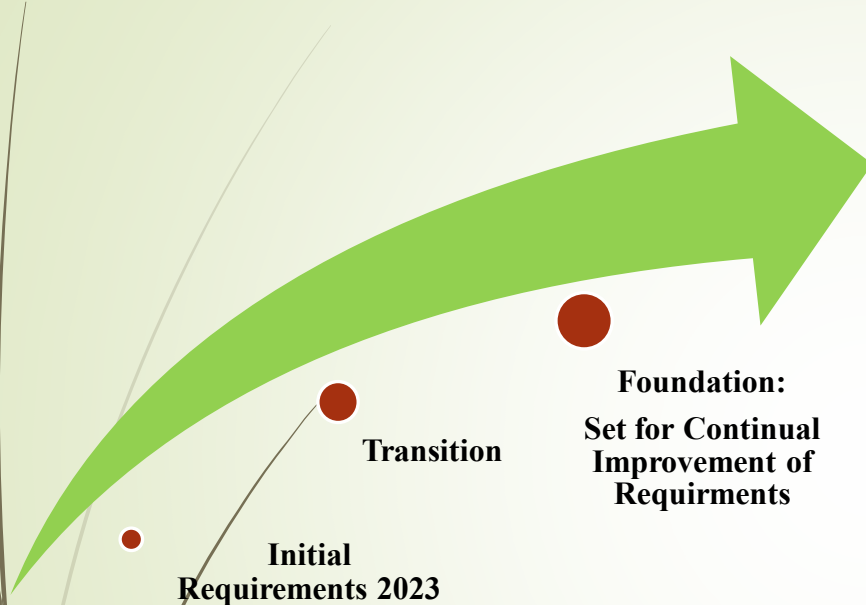 Foundation:
Set for Continual
Improvement of
Requirments
Transition
Initial
Requirements 2023